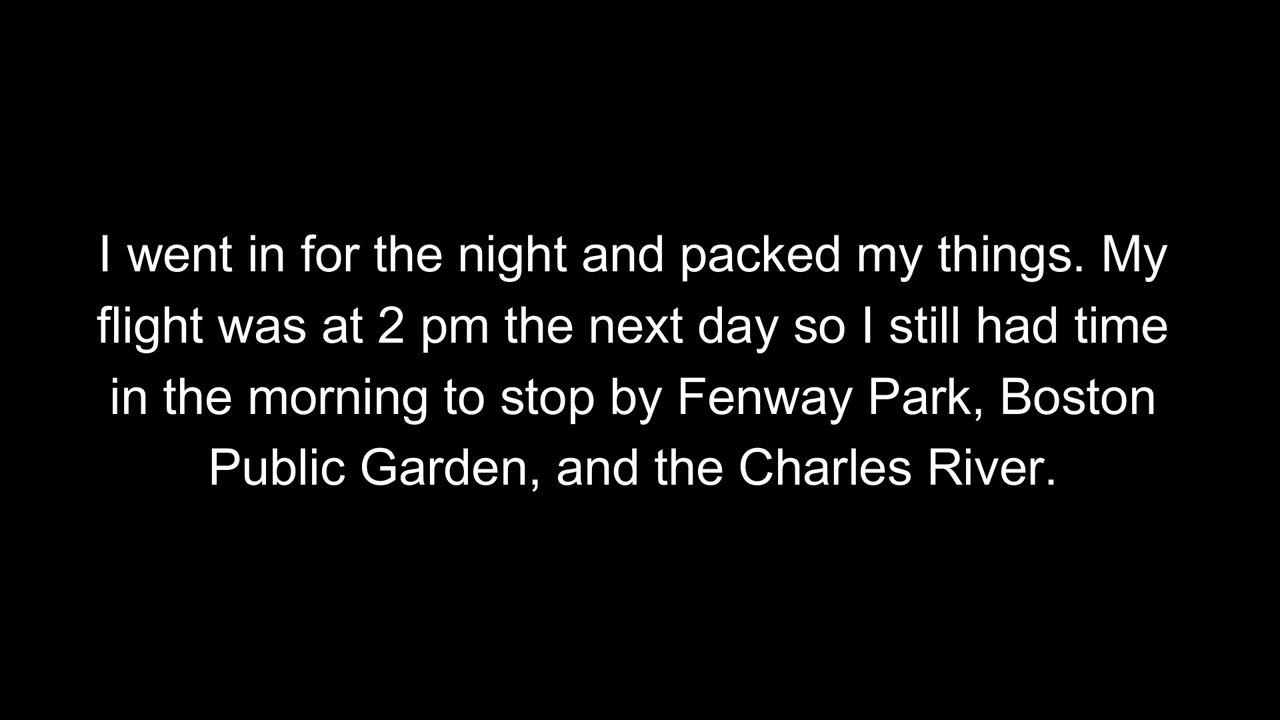 I went in for the night and packed my things. My
flight was at 2 pm the next day so I still had time
in the morning to stop by Fenway Park, Boston
Public Garden, and the Charles River.